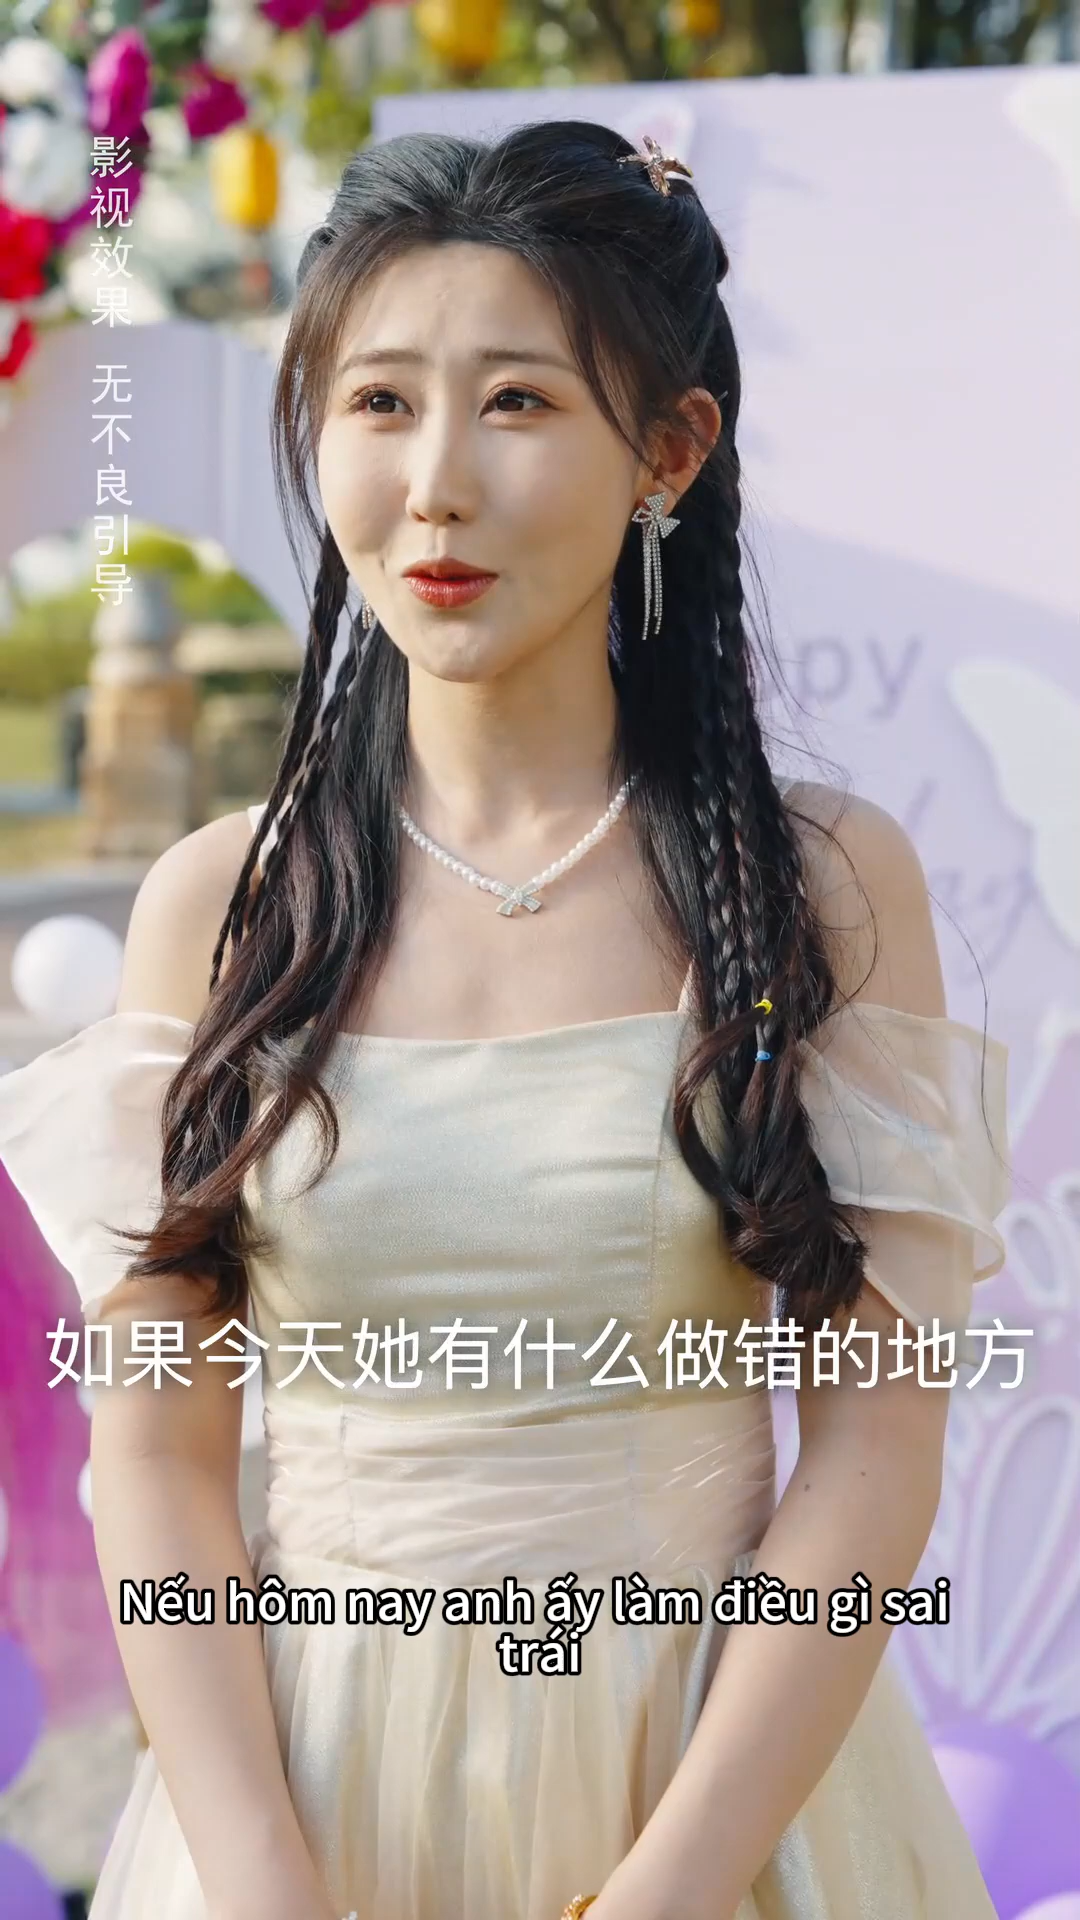 影视效果 无不良引导
py
如果今天她有什么做错的地方
Nếu hôm nay anh ấy làm điều gì sai
trái